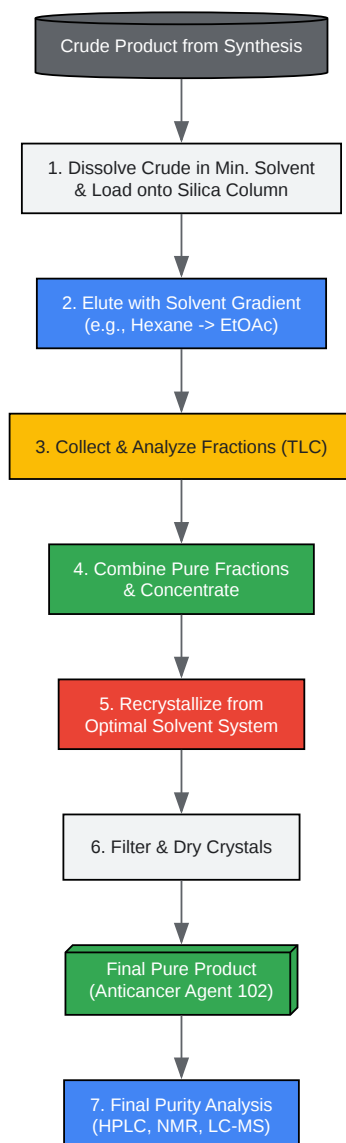 Crude Product from Synthesis
1. Dissolve Crude in Min. Solvent
& Load onto Silica Column
2. Elute with Solvent Gradient
(e.g., Hexane -> EtOAc)
3. Collect & Analyze Fractions (TLC)
4. Combine Pure Fractions
& Concentrate
5. Recrystallize from
Optimal Solvent System
6. Filter & Dry Crystals
Final Pure Product
(Anticancer Agent 102)
7. Final Purity Analysis
(HPLC, NMR, LC-MS)